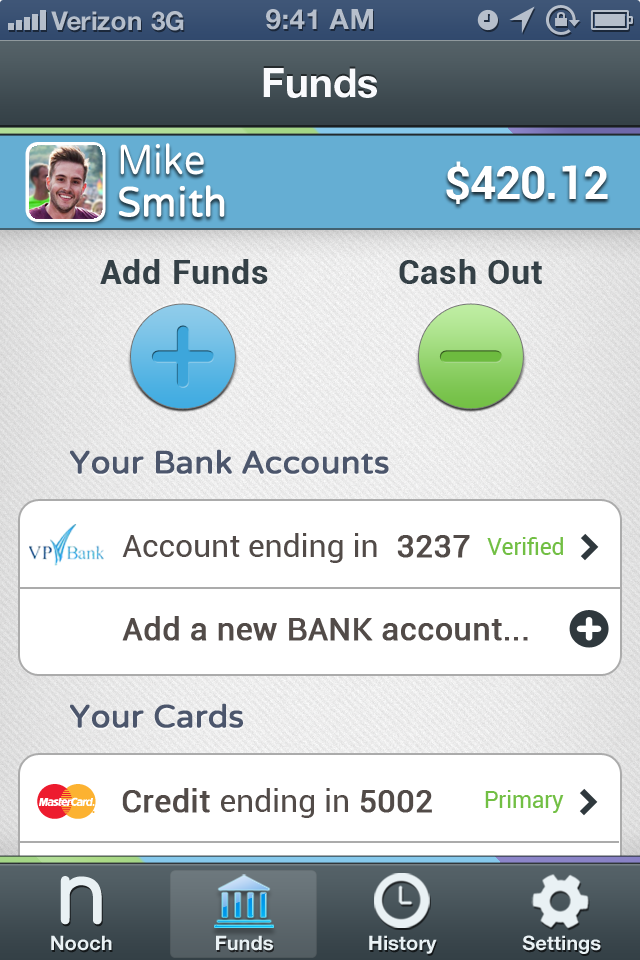 Verizon 3G 9:41 AM
Funds
Mike
Smith
$420.12
Add Funds Cash Out
Your Bank Accounts
VP Bank Account ending in 3237 Verified
Add a new BANK account...
Your Cards
MasterCard Credit ending in 5002 Primary
n
Nooch Funds History Settings